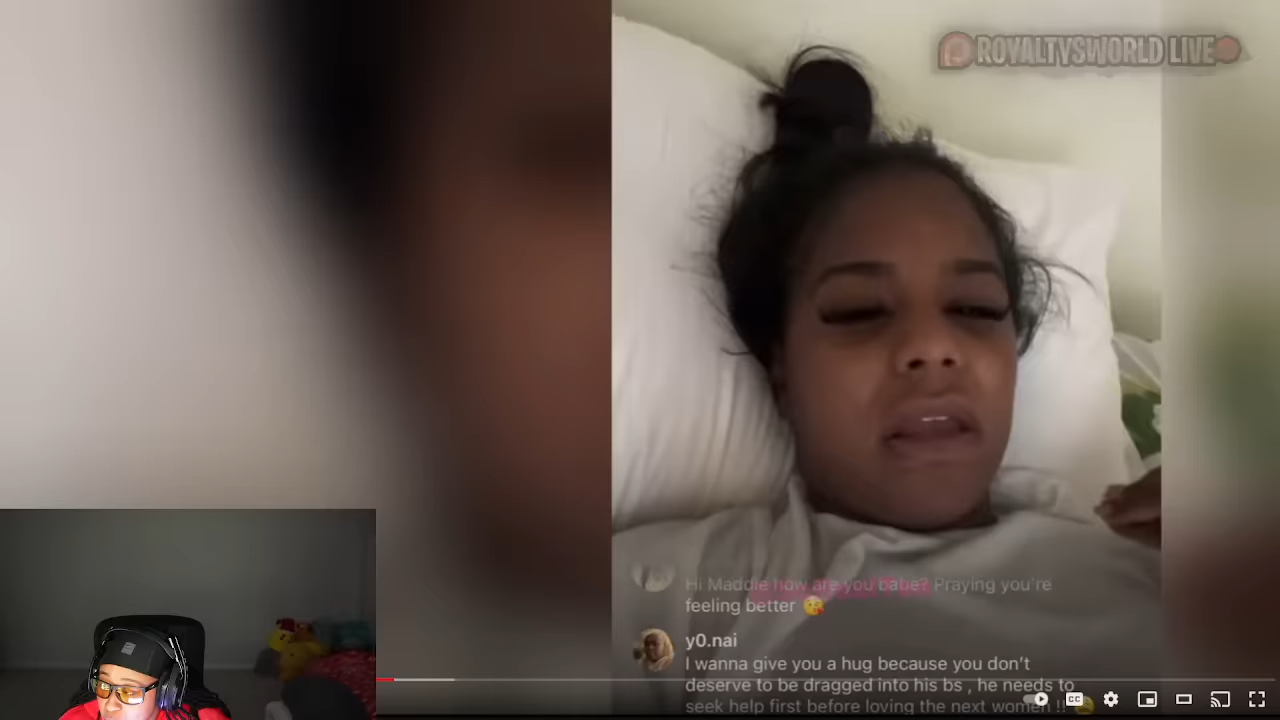 ROYALTYSWORLD LIVE
Hi Maddie how are you babe? Praying you're
feeling better 😘
y0.nai
I wanna give you a hug because you don't
deserve to be dragged into his bs , he needs to
seek help first before loving the next women !!
CC